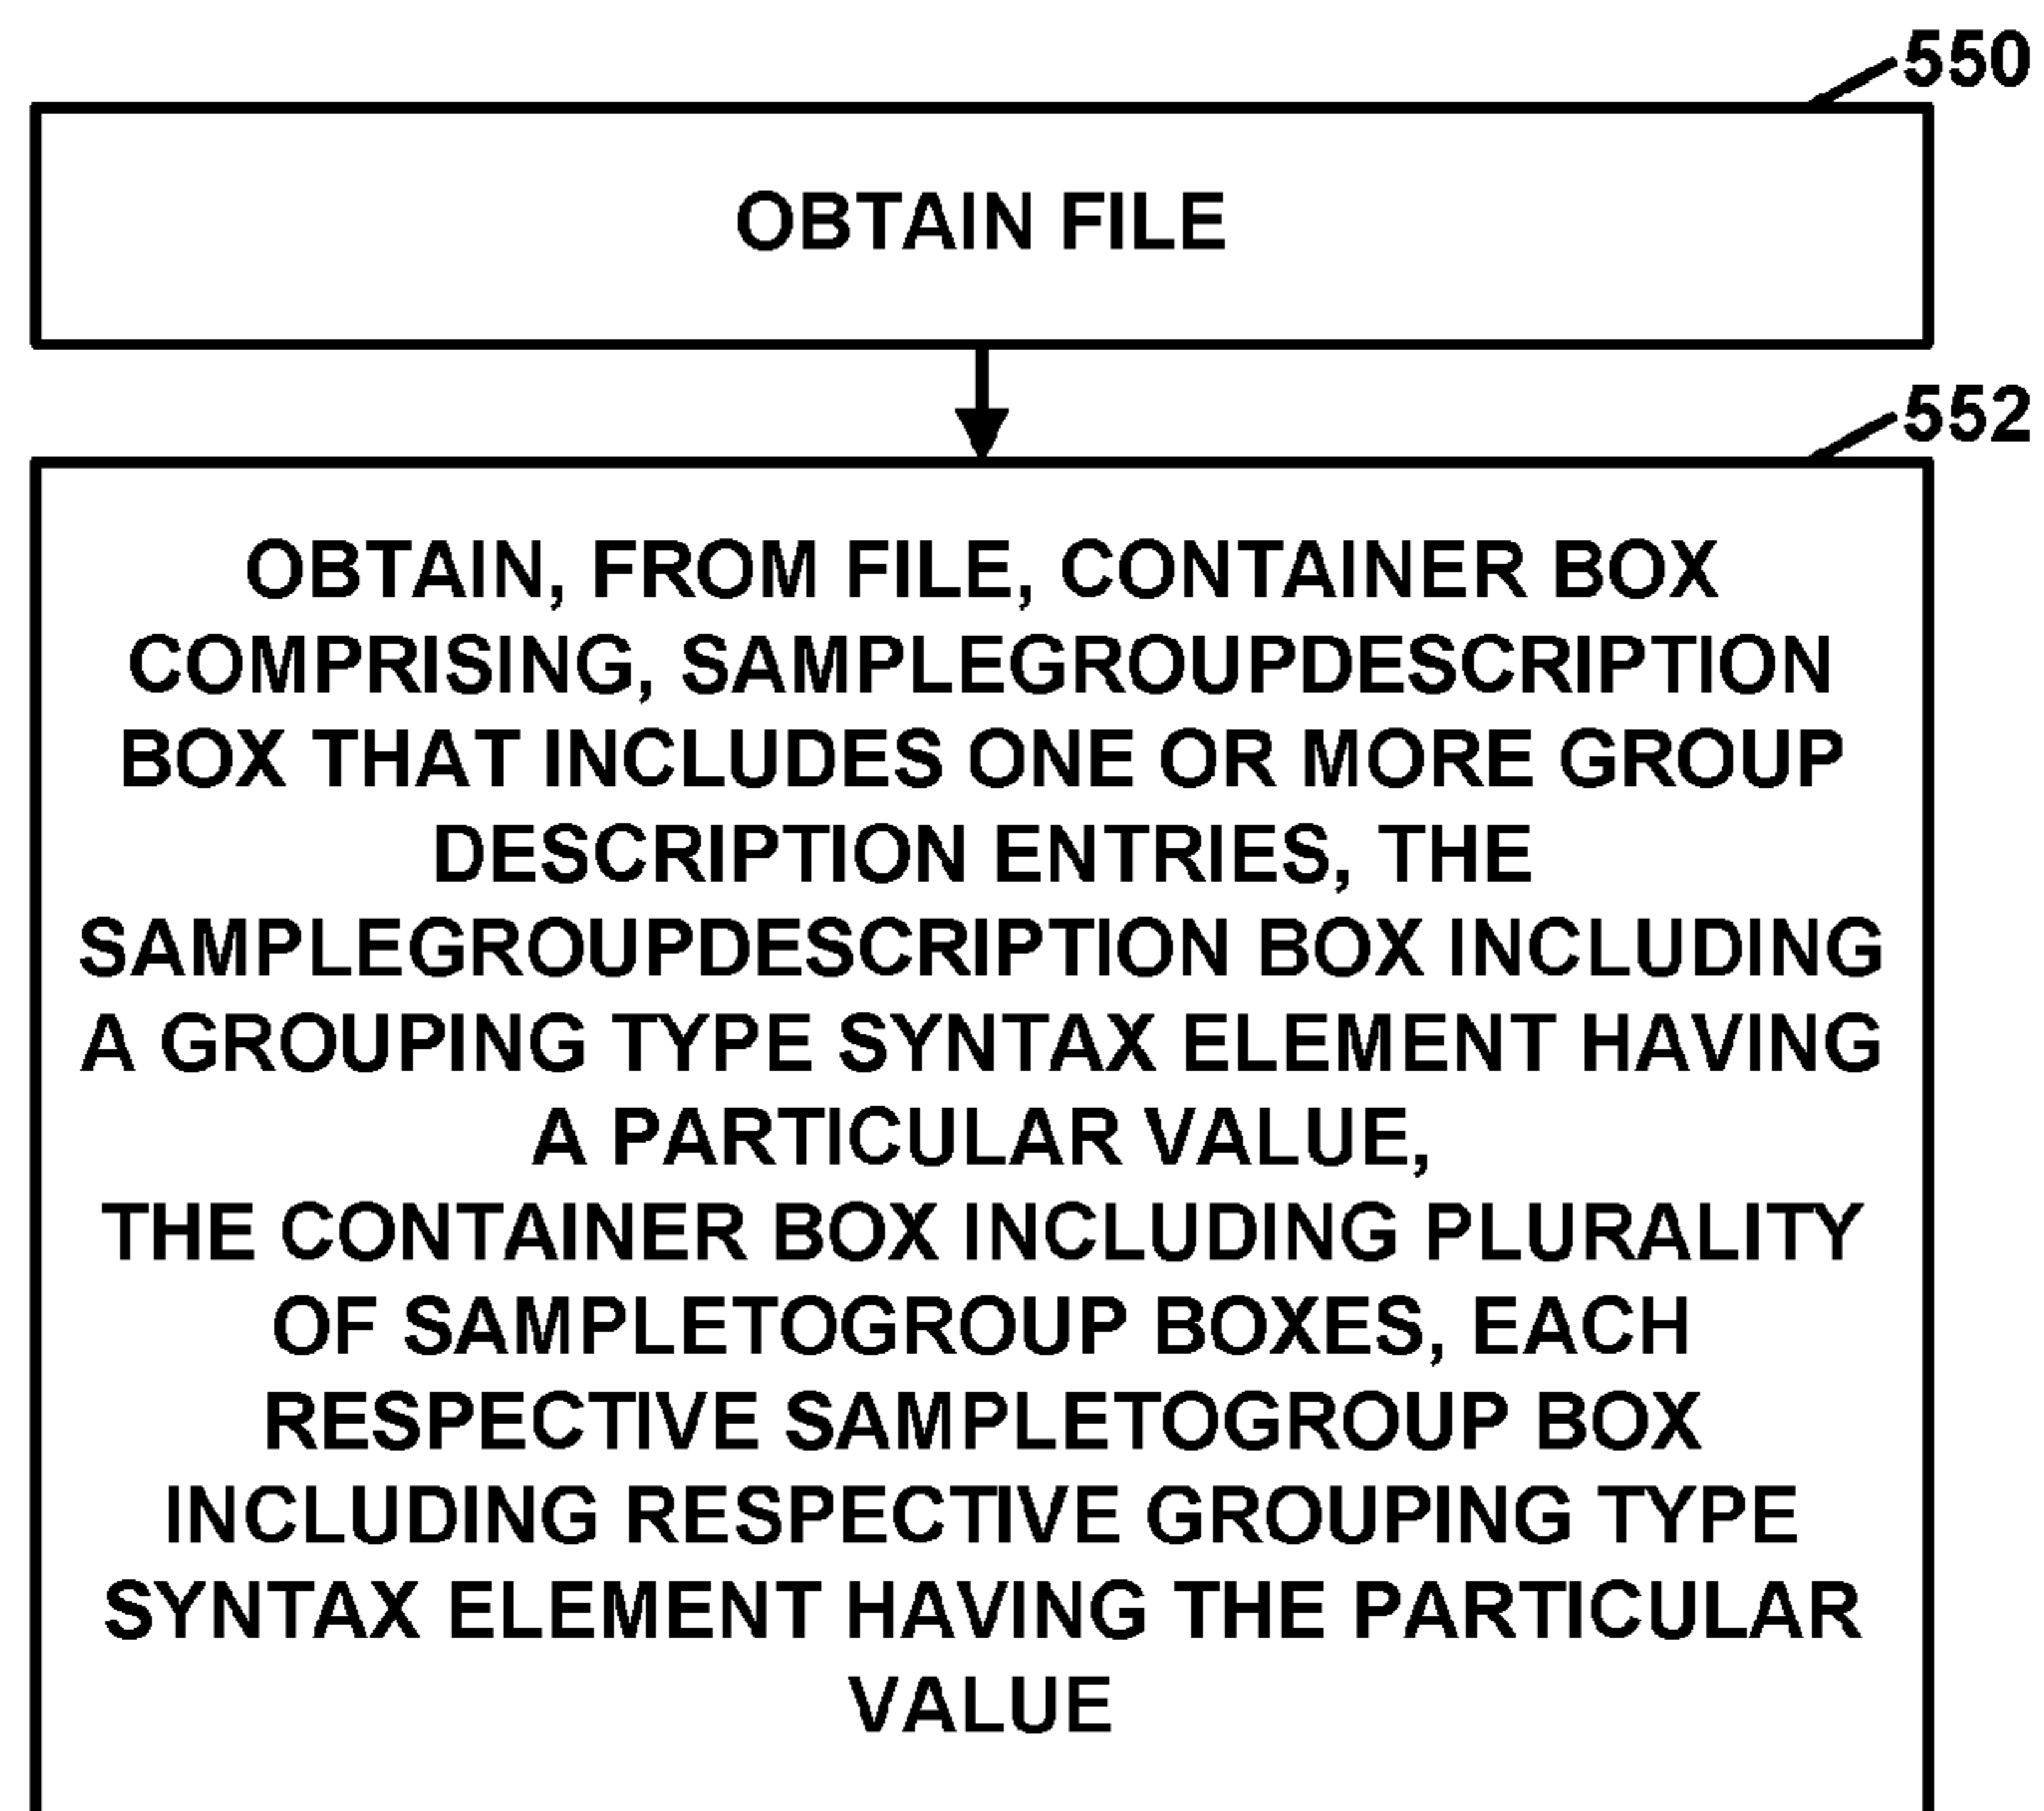 550
OBTAIN FILE
552
OBTAIN, FROM FILE, CONTAINER BOX
COMPRISING, SAMPLEGROUPDESCRIPTION
BOX THAT INCLUDES ONE OR MORE GROUP
DESCRIPTION ENTRIES, THE
SAMPLEGROUPDESCRIPTION BOX INCLUDING
A GROUPING TYPE SYNTAX ELEMENT HAVING
A PARTICULAR VALUE,
THE CONTAINER BOX INCLUDING PLURALITY
OF SAMPLETOGROUP BOXES, EACH
RESPECTIVE SAMPLETOGROUP BOX
INCLUDING RESPECTIVE GROUPING TYPE
SYNTAX ELEMENT HAVING THE PARTICULAR
VALUE